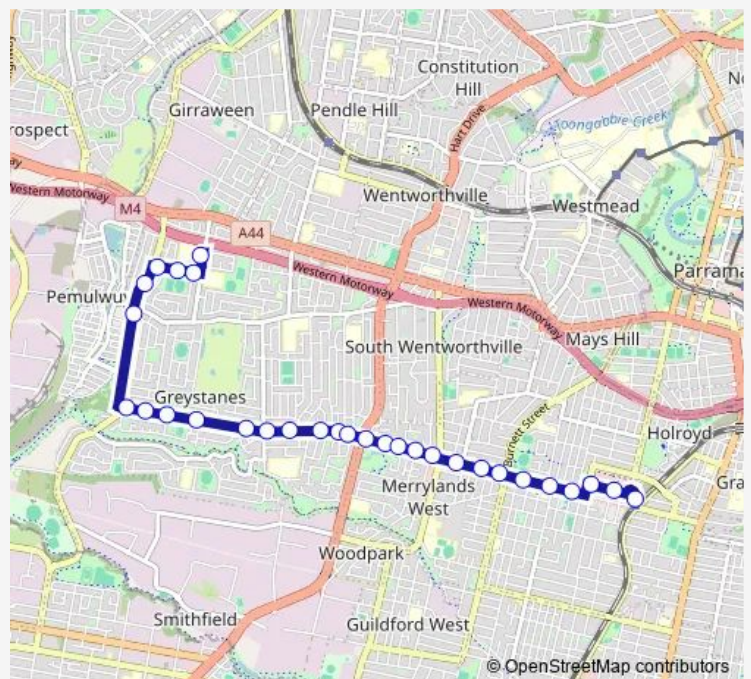 Constitution
Hill
Girraween
Pendle Hill
rospect
Hart Drive
Toongabbie Creek
way
Western Motorway
M4
Wentworthville
Westmead
A44
Western Motorway
Parrama
Pemulwuy
Western Motorway
Mays Hill
South Wentworthville
Greystanes
Burnett Street
Holroyd
Merrylands
West
Gra
Woodpark
Smithfield
Guildford West
© OpenStreetMap contributors